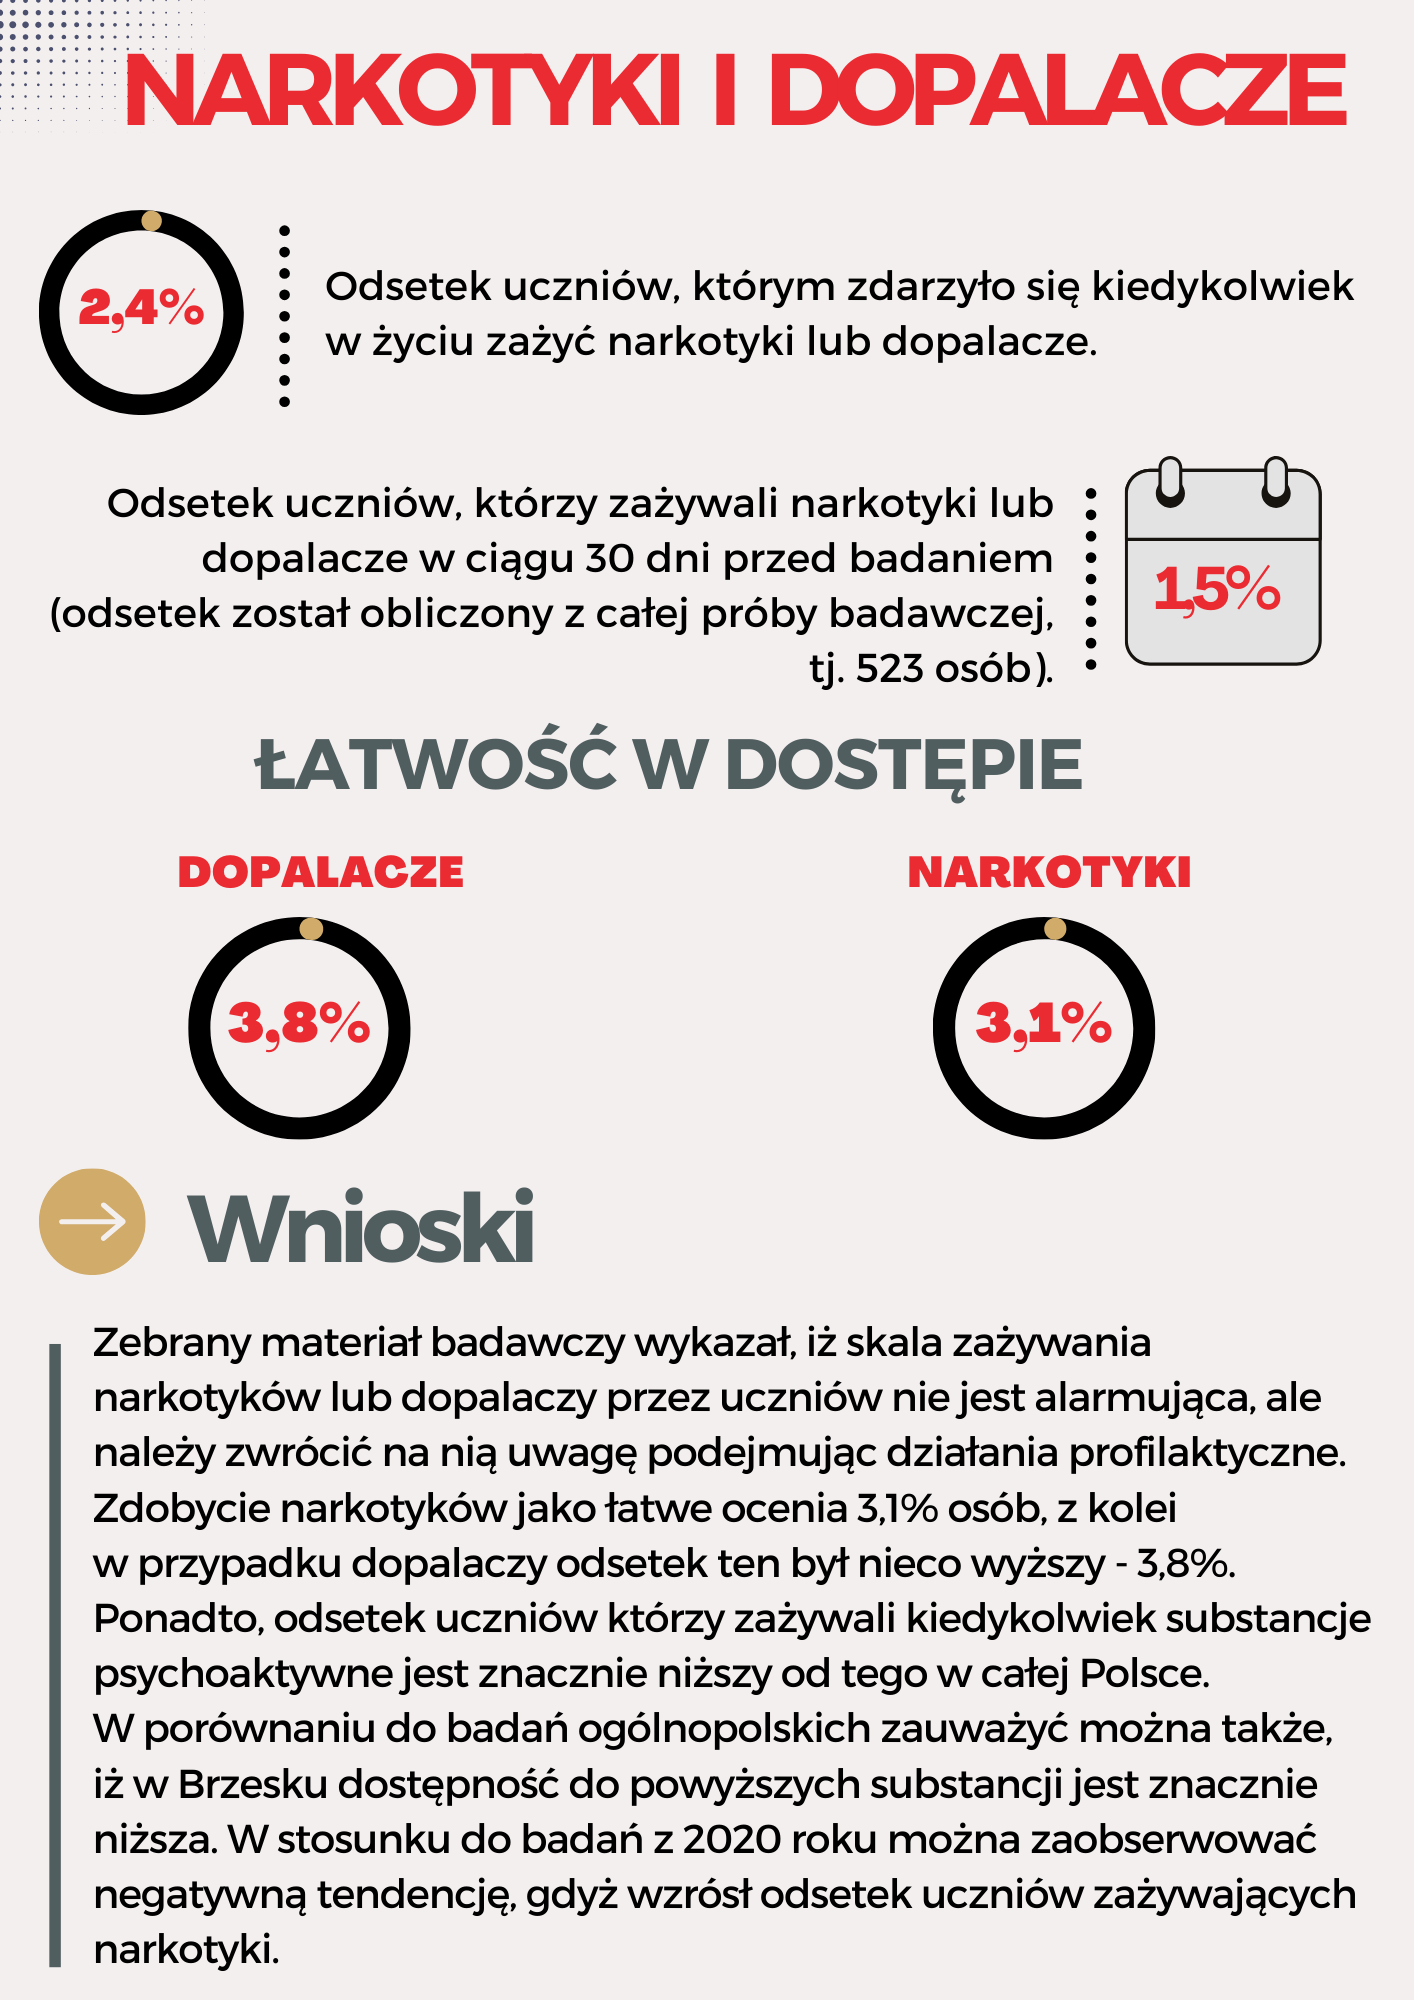 NARKOTYKI I DOPALACZE
2,4%
Odsetek uczniów, którym zdarzyło się kiedykolwiek
w życiu zażyć narkotyki lub dopalacze.
Odsetek uczniów, którzy zażywali narkotyki lub
dopalacze w ciągu 30 dni przed badaniem
(odsetek został obliczony z całej próby badawczej,
tj. 523 osób).
1,5%
ŁATWOŚĆ W DOSTĘPIE
DOPALACZE
3,8%
NARKOTYKI
3,1%
Wnioski
Zebrany materiał badawczy wykazał, iż skala zażywania
narkotyków lub dopalaczy przez uczniów nie jest alarmująca, ale
należy zwrócić na nią uwagę podejmując działania profilaktyczne.
Zdobycie narkotyków jako łatwe ocenia 3,1% osób, z kolei
w przypadku dopalaczy odsetek ten był nieco wyższy - 3,8%.
Ponadto, odsetek uczniów którzy zażywali kiedykolwiek substancje
psychoaktywne jest znacznie niższy od tego w całej Polsce.
W porównaniu do badań ogólnopolskich zauważyć można także,
iż w Brzesku dostępność do powyższych substancji jest znacznie
niższa. W stosunku do badań z 2020 roku można zaobserwować
negatywną tendencję, gdyż wzrósł odsetek uczniów zażywających
narkotyki.